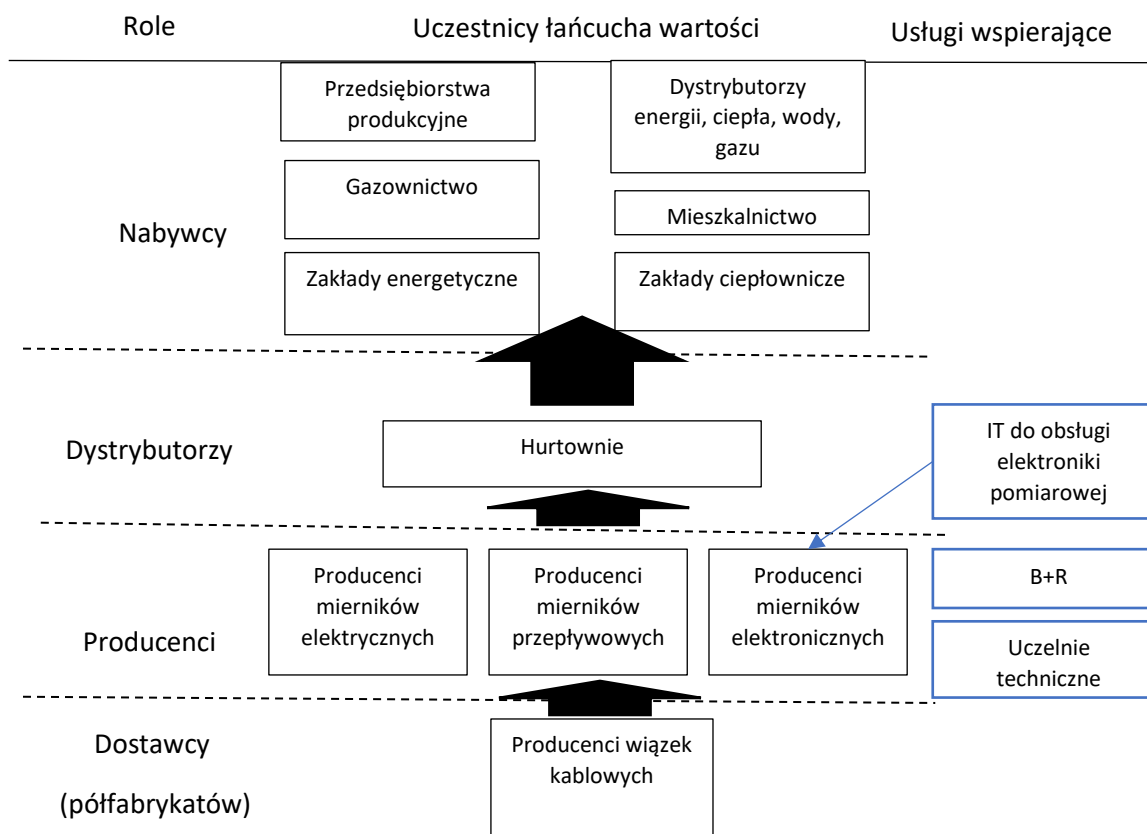 Role
Uczestnicy łańcucha wartości
Usługi wspierające
Nabywcy
Przedsiębiorstwa
produkcyjne
Dystrybutorzy
energii, ciepła, wody,
gazu
Gazownictwo
Mieszkalnictwo
Zakłady energetyczne
Zakłady ciepłownicze
Dystrybutorzy
Hurtownie
IT do obsługi
elektroniki
pomiarowej
Producenci
Producenci
mierników
elektrycznych
Producenci
mierników
przepływowych
Producenci
mierników
elektronicznych
B+R
Uczelnie
techniczne
Dostawcy
(półfabrykatów)
Producenci wiązek
kablowych